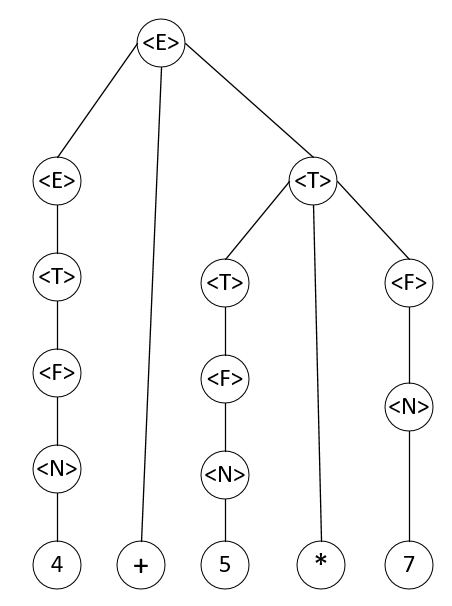 <E>
<E> <T>
<T> <T> <F>
<F> <F> <N>
<N> <N>
4 + 5 * 7